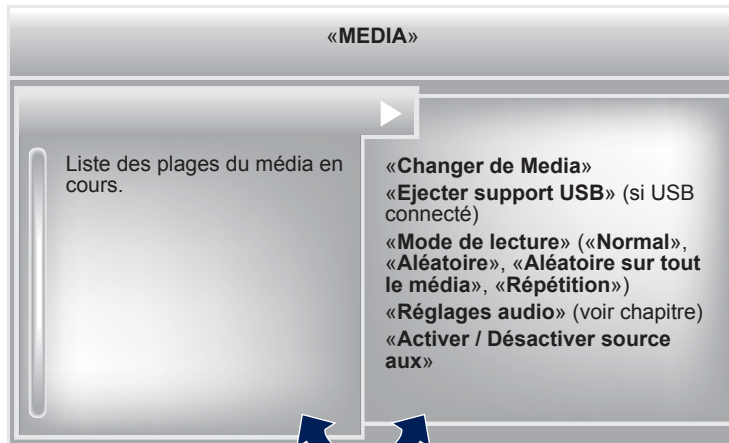 «MEDIA»
Liste des plages du média en
cours.
«Changer de Media»
«Ejecter support USB» (si USB
connecté)
«Mode de lecture» («Normal»,
«Aléatoire», «Aléatoire sur tout
le média», «Répétition»)
«Réglages audio» (voir chapitre)
«Activer / Désactiver source
aux»